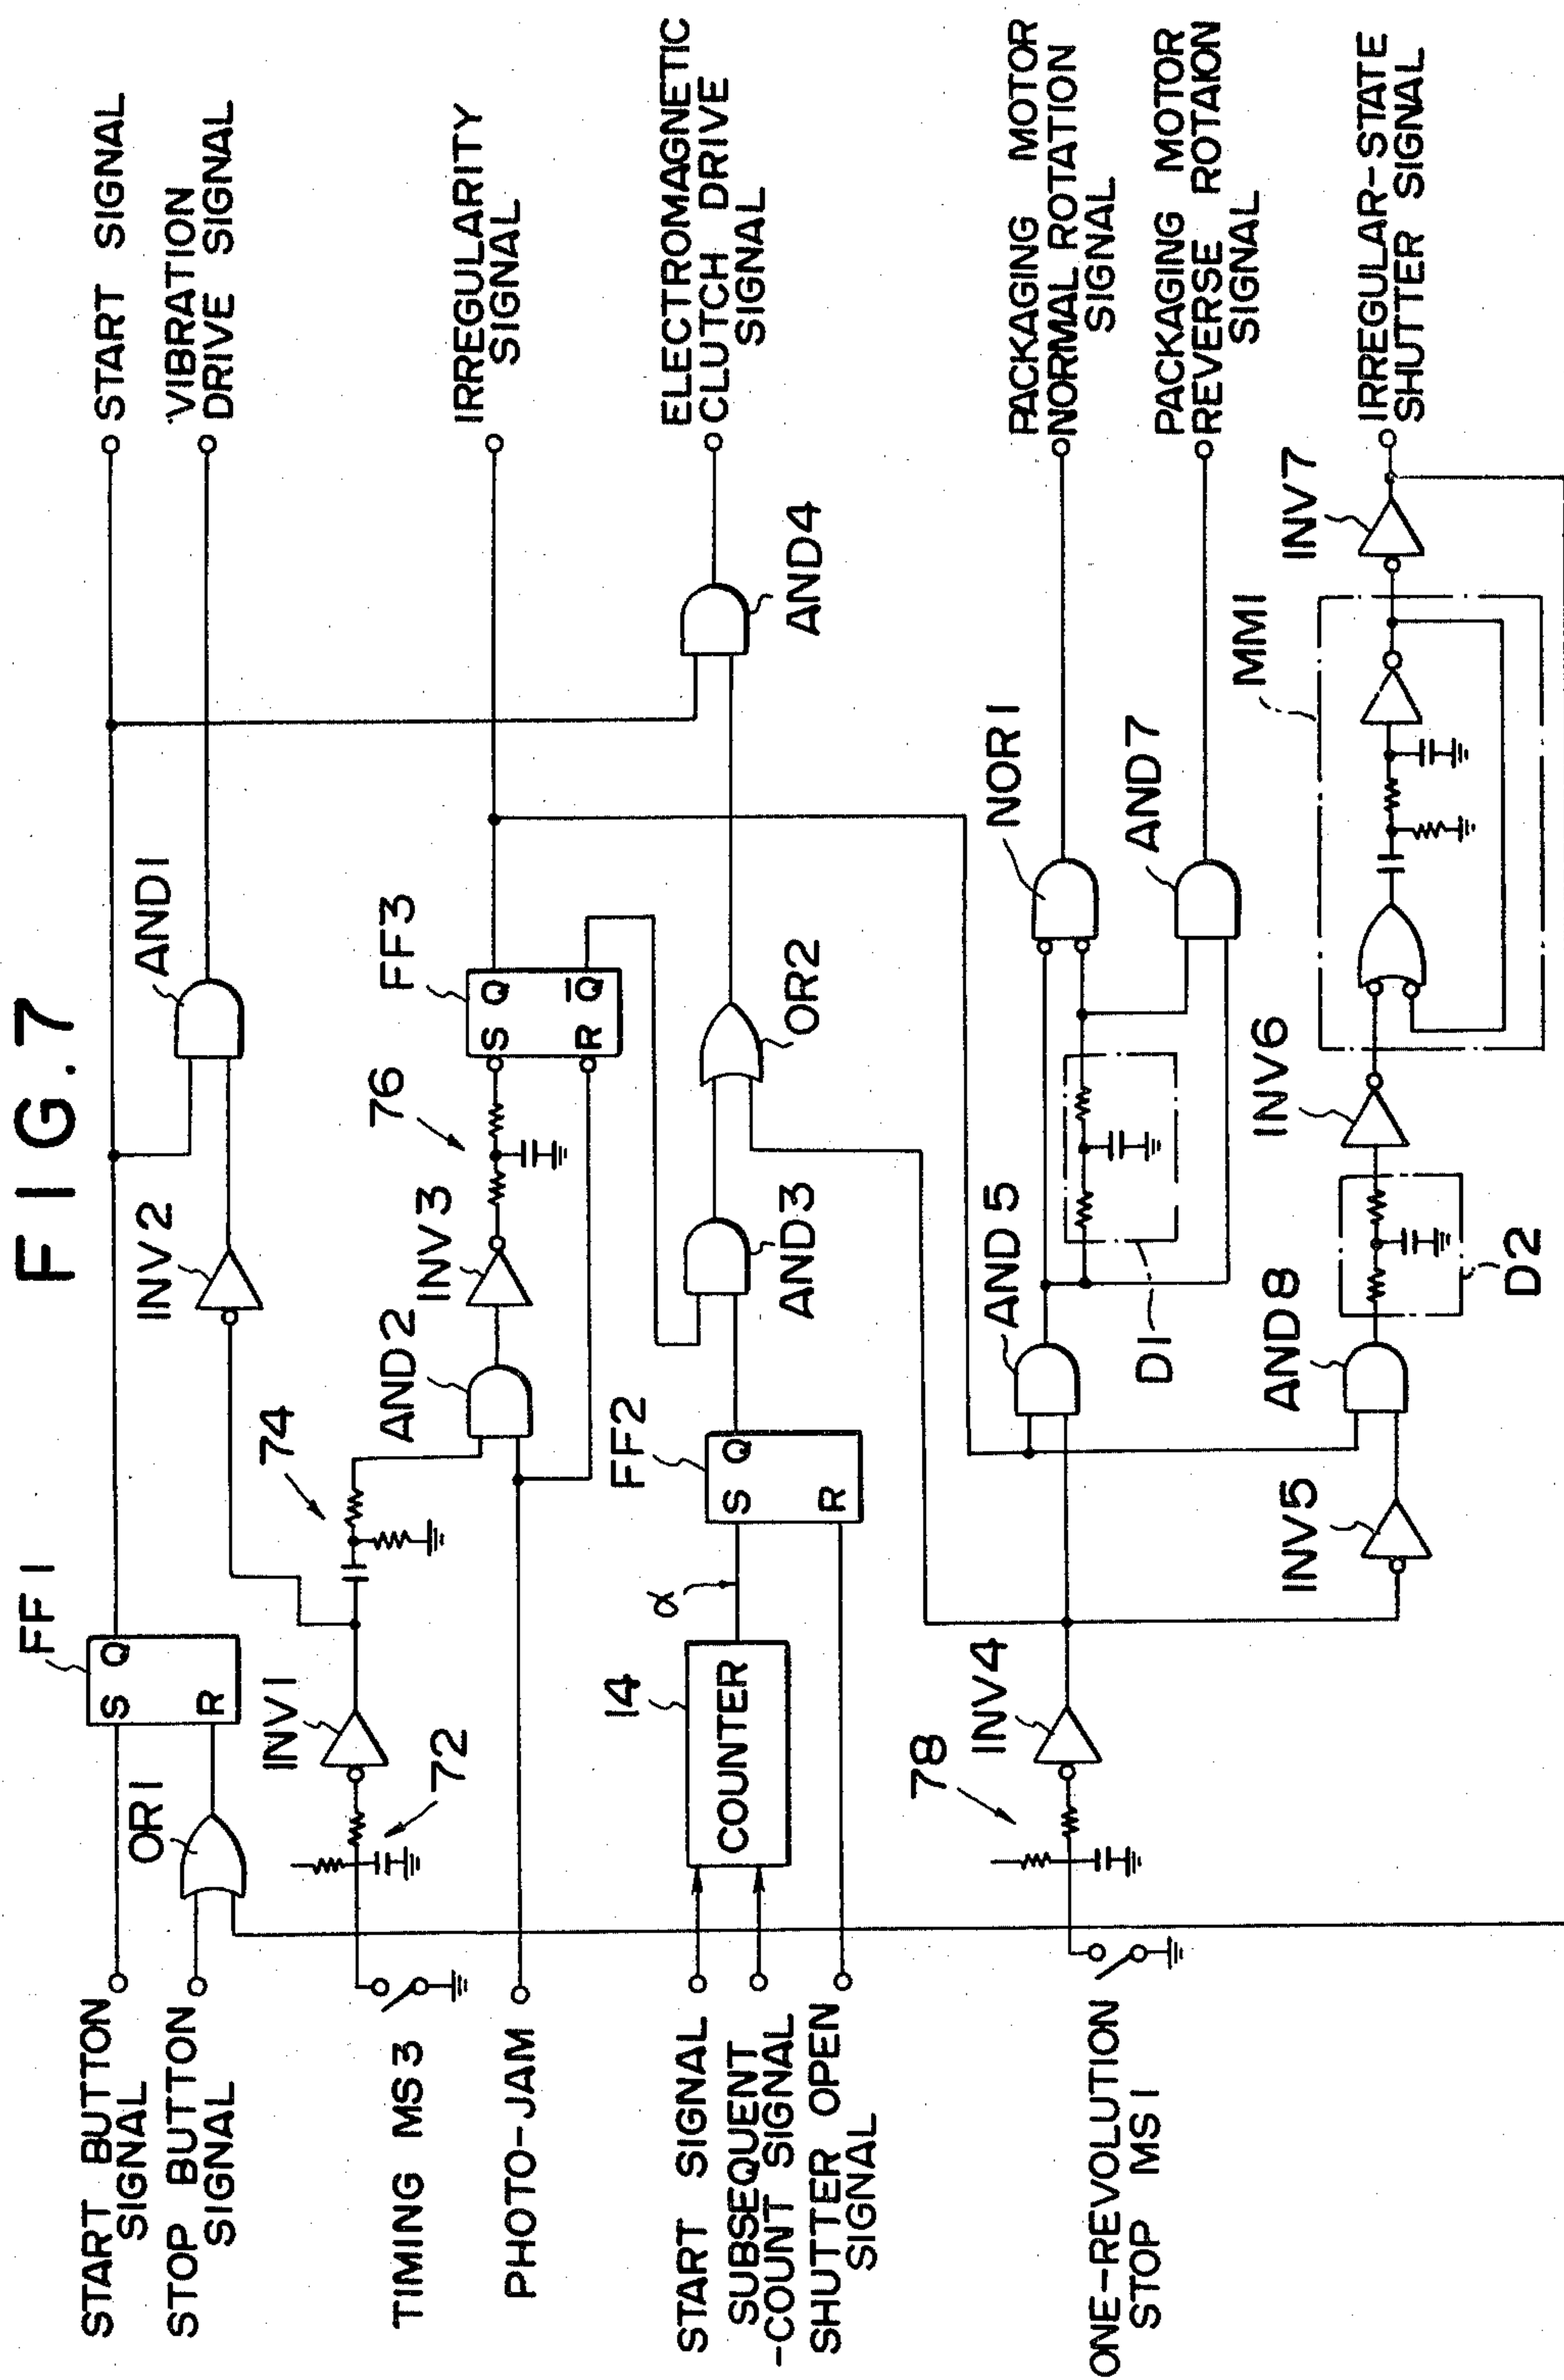 FIG.7
START BUTTON
SIGNAL
STOP BUTTON
SIGNAL
TIMING MS3
PHOTO-JAM
START SIGNAL
SUBSEQUENT
-COUNT SIGNAL
SHUTTER OPEN
SIGNAL
ONE-REVOLUTION
STOP MS1
FF1
S Q
R
OR1
INV1
72
74
INV2
AND1
AND2
INV3
76
FF3
S Q
R Q̅
14
COUNTER
α
FF2
S Q
R
AND3
OR2
AND4
78
INV4
INV5
AND5
D1
NOR1
AND7
AND8
D2
INV6
MM1
INV7
START SIGNAL
VIBRATION
DRIVE SIGNAL
IRREGULARITY
SIGNAL
ELECTROMAGNETIC
CLUTCH DRIVE
SIGNAL
PACKAGING MOTOR
NORMAL ROTATION
SIGNAL
PACKAGING MOTOR
REVERSE ROTAION
SIGNAL
IRREGULAR-STATE
SHUTTER SIGNAL